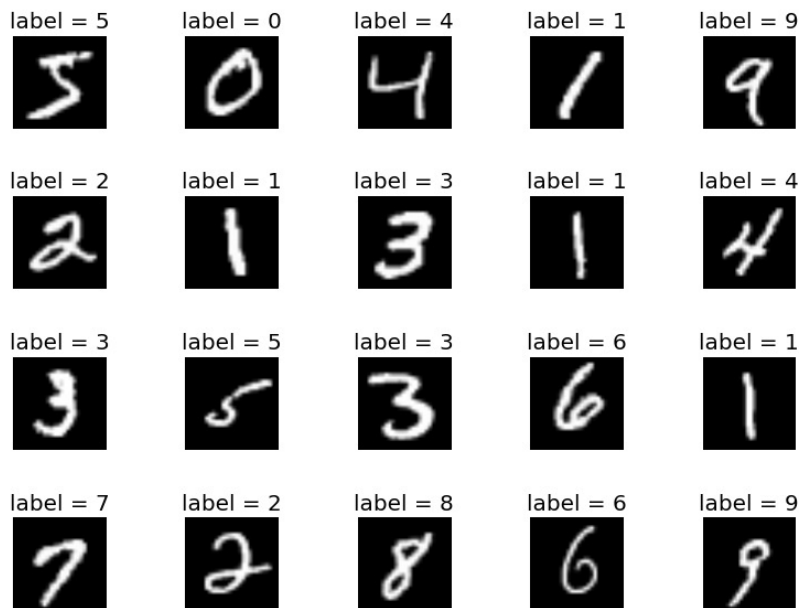 label = 5 label = 0 label = 4 label = 1 label = 9
5 0 4 1 9
label = 2 label = 1 label = 3 label = 1 label = 4
2 1 3 1 4
label = 3 label = 5 label = 3 label = 6 label = 1
3 5 3 6 1
label = 7 label = 2 label = 8 label = 6 label = 9
7 2 8 6 9